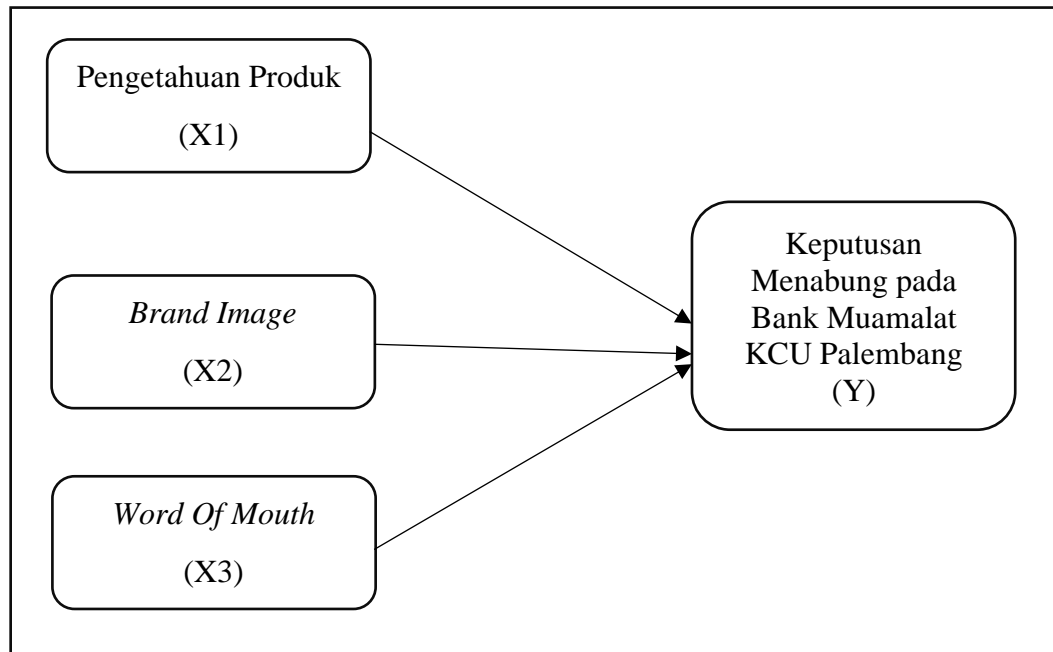 Pengetahuan Produk
(X1)
Brand Image
(X2)
Word Of Mouth
(X3)
Keputusan
Menabung pada
Bank Muamalat
KCU Palembang
(Y)